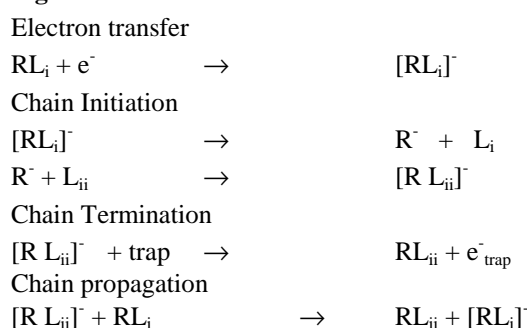 Electron transfer
RLᵢ + e⁻ → [RLᵢ]⁻
Chain Initiation
[RLᵢ]⁻ → R⁻ + Lᵢ
R⁻ + Lᵢᵢ → [R Lᵢᵢ]⁻
Chain Termination
[R Lᵢᵢ]⁻ + trap → RLᵢᵢ + e⁻trap
Chain propagation
[R Lᵢᵢ]⁻ + RLᵢ → RLᵢᵢ + [RLᵢ]⁻